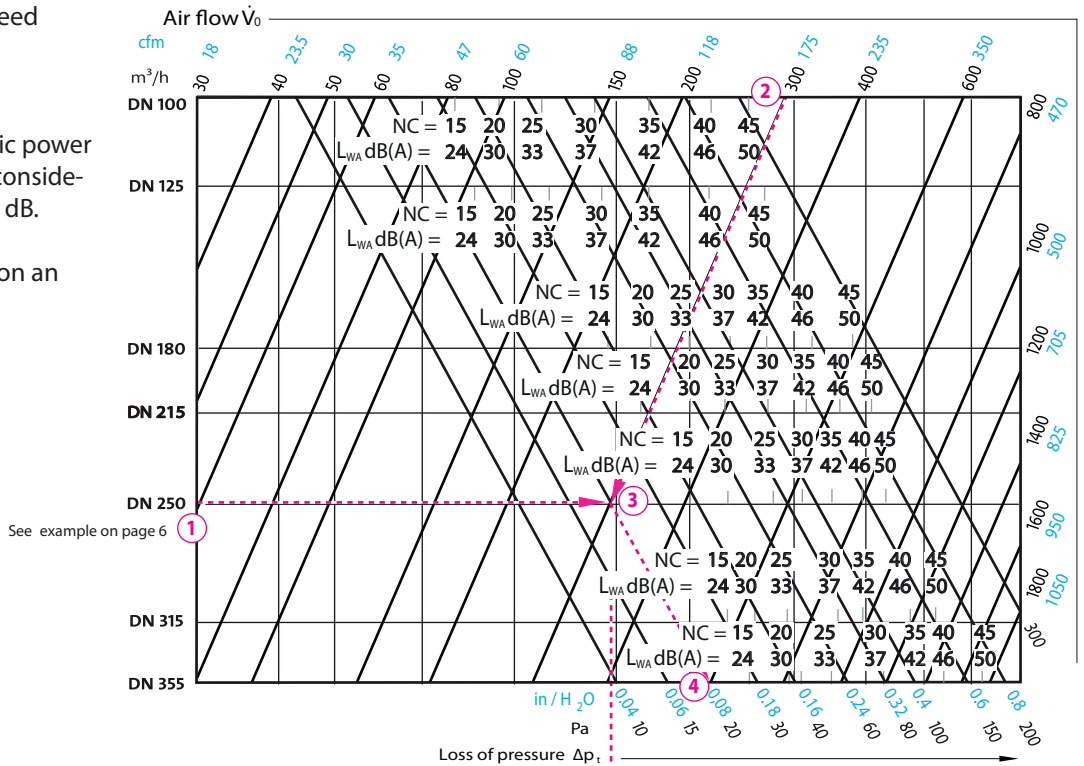 eed
ic power
conside-
dB.
on an
Air flow V̇₀
cfm 18 23.5 30 35 47 60 88 118 175 235 350
m³/h 30 40 50 60 80 100 150 200 300 400 600 800 470
DN 100
2
NC = 15 20 25 30 35 40 45
LWA dB(A) = 24 30 33 37 42 46 50
DN 125
NC = 15 20 25 30 35 40 45
LWA dB(A) = 24 30 33 37 42 46 50
1000 500
NC = 15 20 25 30 35 40 45
LWA dB(A) = 24 30 33 37 42 46 50
DN 180
1200 705
NC = 15 20 25 30 35 40 45
LWA dB(A) = 24 30 33 37 42 46 50
DN 215
1400 825
NC = 15 20 25 30 35 40 45
LWA dB(A) = 24 30 33 37 42 46 50
DN 250
3
1600 950
See example on page 6 1
NC = 15 20 25 30 35 40 45
LWA dB(A) = 24 30 33 37 42 46 50
1800 1050
DN 315
300
NC = 15 20 25 30 35 40 45
LWA dB(A) = 24 30 33 37 42 46 50
DN 355
4
in / H₂O 0.04 0.06 0.08 0.18 0.16 0.24 0.32 0.4 0.6 0.8
Pa 10 15 20 30 40 60 80 100 150 200
Loss of pressure Δpt